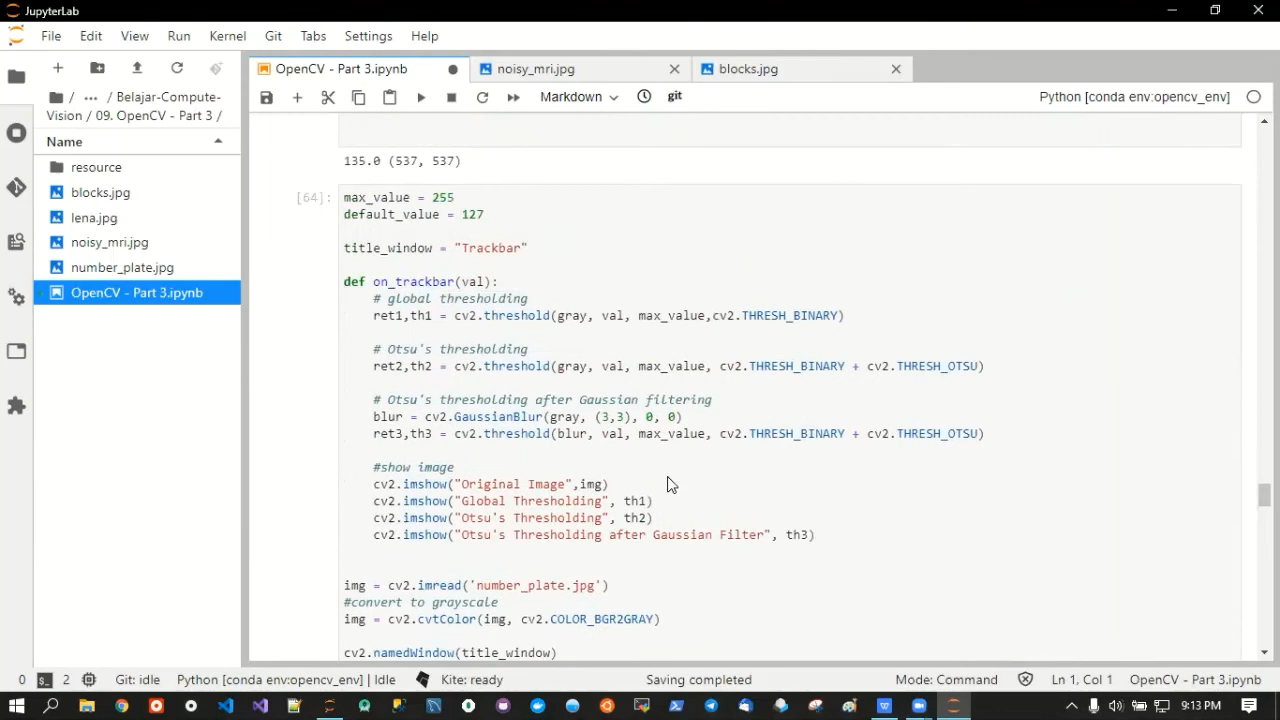 JupyterLab
File Edit View Run Kernel Git Tabs Settings Help
OpenCV - Part 3.ipynb
noisy_mri.jpg
blocks.jpg
/ ... / Belajar-Compute-
Vision / 09. OpenCV - Part 3 /
Markdown
git
Python [conda env:opencv_env]
Name
resource
blocks.jpg
lena.jpg
noisy_mri.jpg
number_plate.jpg
OpenCV - Part 3.ipynb
135.0 (537, 537)
[64]:
max_value = 255
default_value = 127
title_window = "Trackbar"
def on_trackbar(val):
# global thresholding
ret1,th1 = cv2.threshold(gray, val, max_value,cv2.THRESH_BINARY)
# Otsu's thresholding
ret2,th2 = cv2.threshold(gray, val, max_value, cv2.THRESH_BINARY + cv2.THRESH_OTSU)
# Otsu's thresholding after Gaussian filtering
blur = cv2.GaussianBlur(gray, (3,3), 0, 0)
ret3,th3 = cv2.threshold(blur, val, max_value, cv2.THRESH_BINARY + cv2.THRESH_OTSU)
#show image
cv2.imshow("Original Image",img)
cv2.imshow("Global Thresholding", th1)
cv2.imshow("Otsu's Thresholding", th2)
cv2.imshow("Otsu's Thresholding after Gaussian Filter", th3)
img = cv2.imread('number_plate.jpg')
#convert to grayscale
img = cv2.cvtColor(img, cv2.COLOR_BGR2GRAY)
cv2.namedWindow(title_window)
0 2 Git: idle Python [conda env:opencv_env] | Idle Kite: ready Saving completed Mode: Command Ln 1, Col 1 OpenCV - Part 3.ipynb
9:13 PM